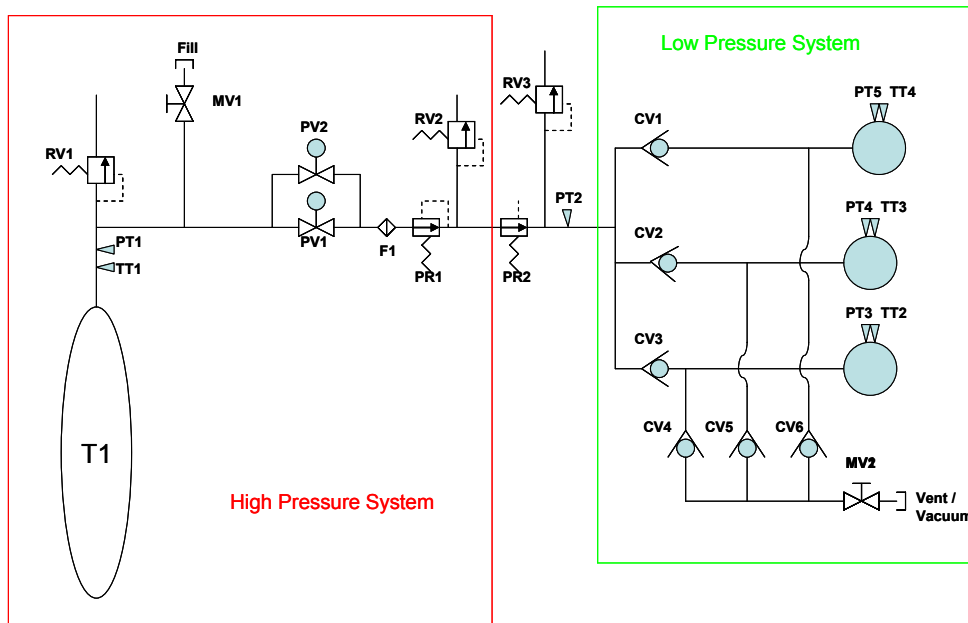 Low Pressure System
Fill
MV1
RV1
PV2
RV2
RV3
PV1
F1
PR1
PR2
PT2
PT1
TT1
T1
High Pressure System
CV1
PT5 TT4
CV2
PT4 TT3
CV3
PT3 TT2
CV4
CV5
CV6
Vent /
Vacuum